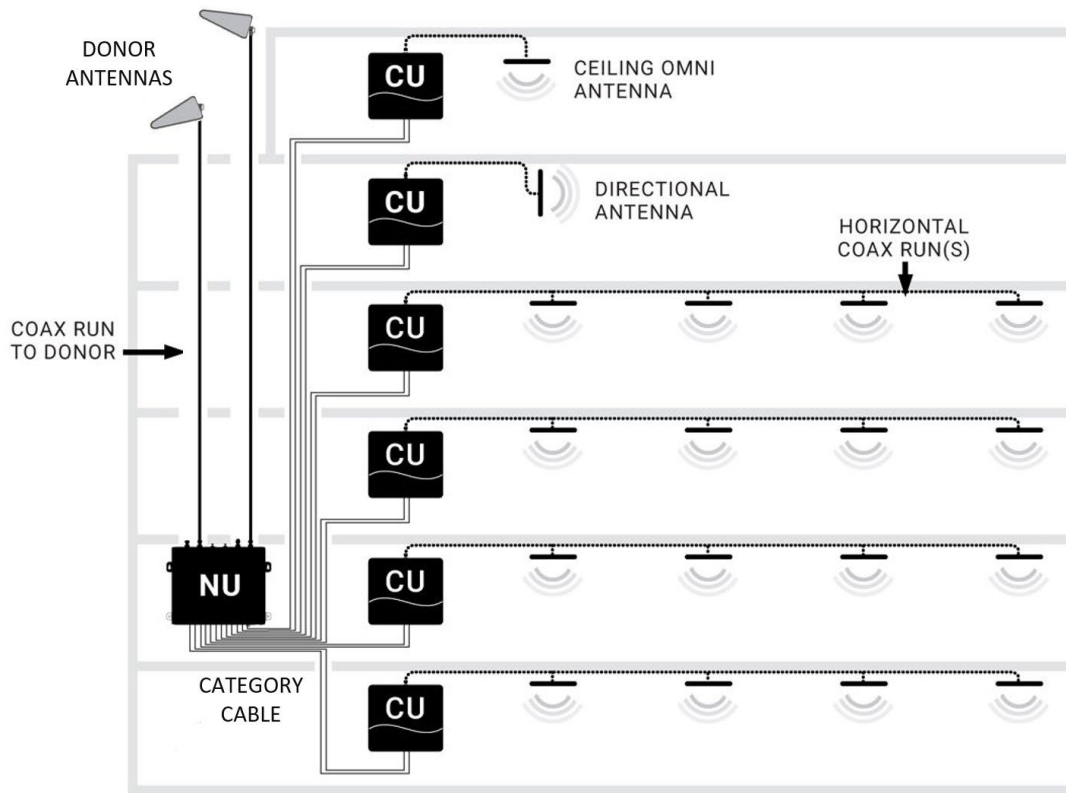 DONOR
ANTENNAS
CU
CEILING OMNI
ANTENNA
CU
DIRECTIONAL
ANTENNA
HORIZONTAL
COAX RUN(S)
CU
COAX RUN
TO DONOR
CU
NU
CU
CATEGORY
CABLE
CU